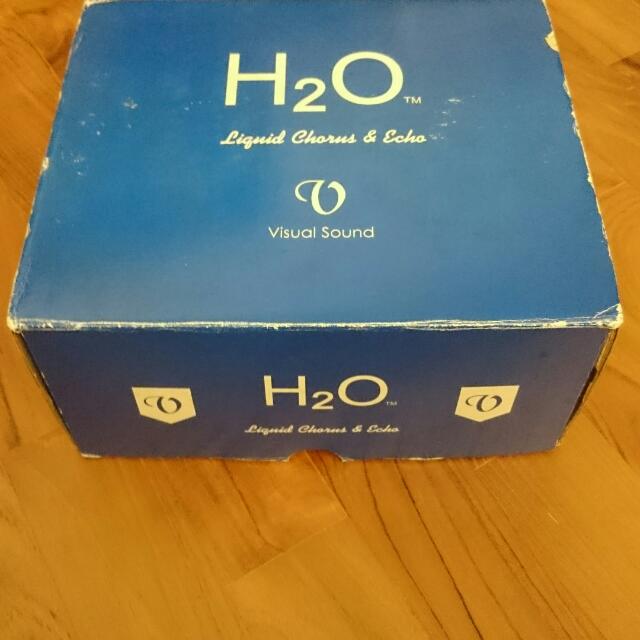 H2O™
Liquid Chorus & Echo
V
Visual Sound
V
H2O™
V
Liquid Chorus & Echo